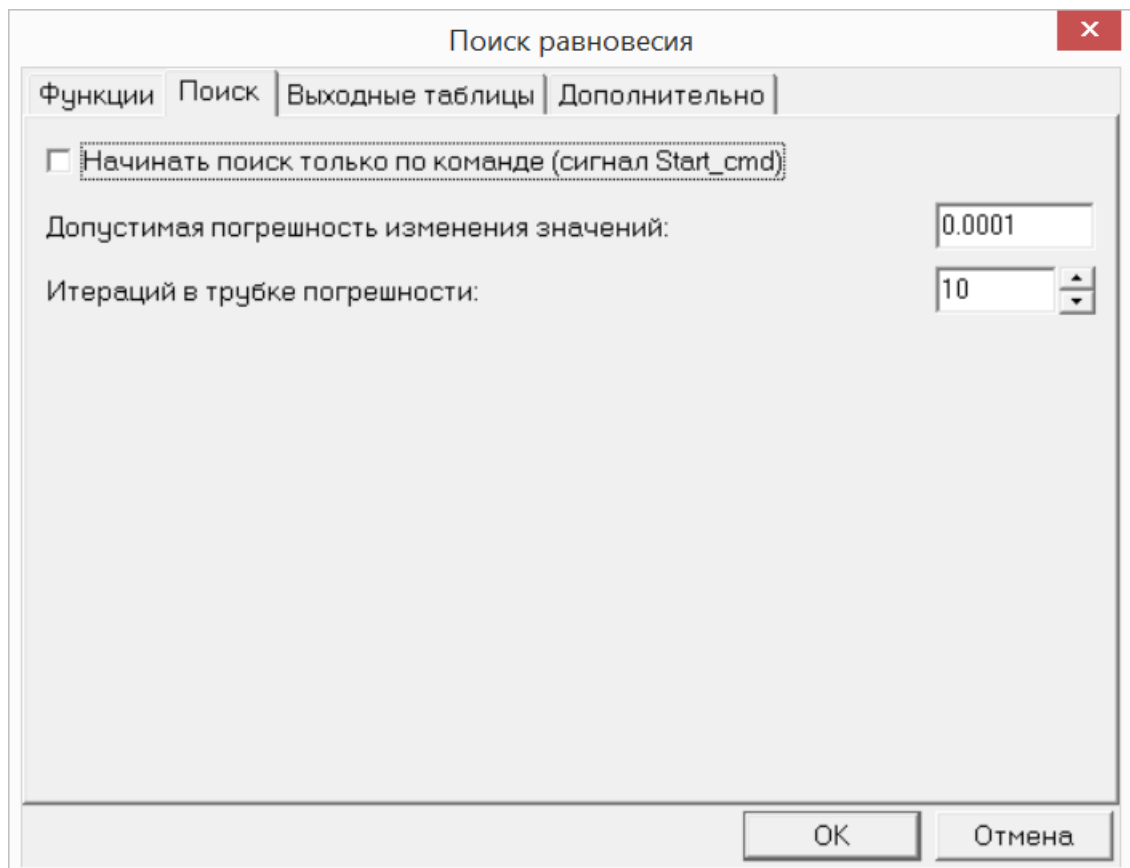 Поиск равновесия
Функции Поиск Выходные таблицы Дополнительно
Начинать поиск только по команде (сигнал Start_cmd)
Допустимая погрешность изменения значений: 0.0001
Итераций в трубке погрешности: 10
OK Отмена